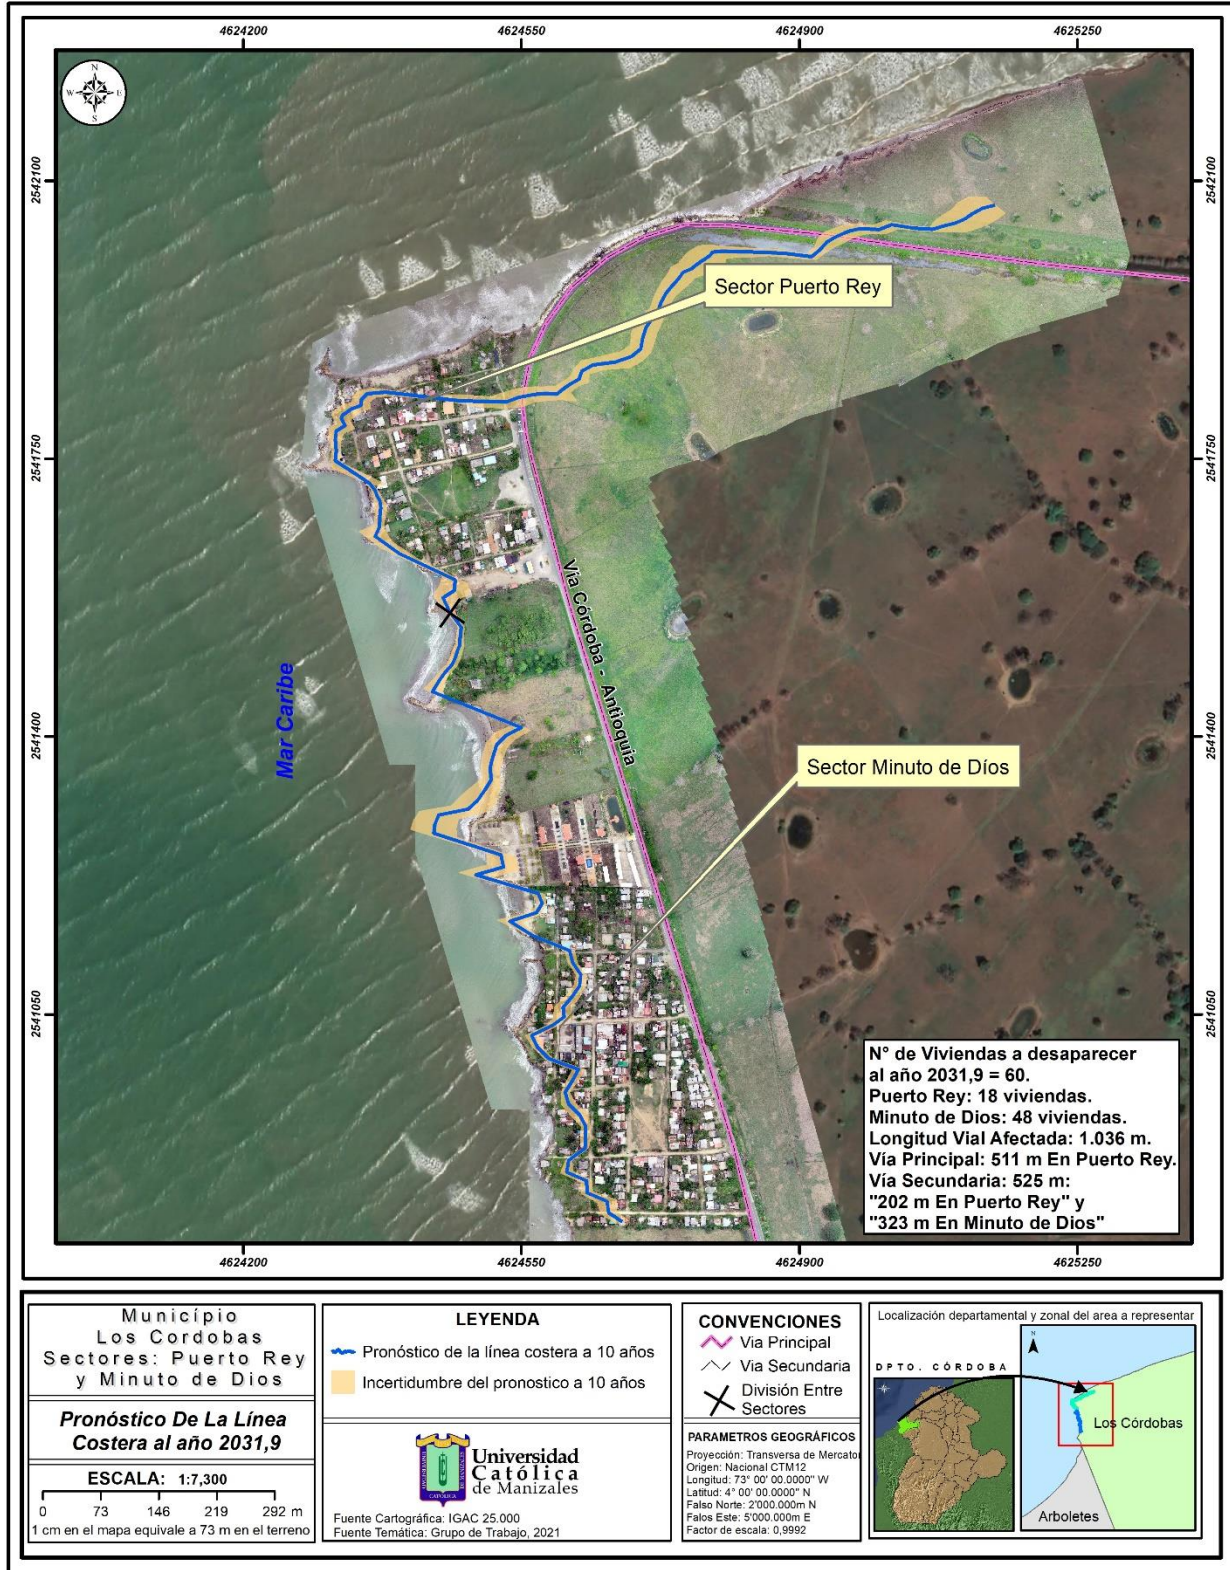 4624200
4624550
4624900
4625250
N
W
E
S
2542100
2542100
Sector Puerto Rey
2541750
2541750
Vía Córdoba - Antioquia
Mar Caribe
2541400
2541400
Sector Minuto de Díos
2541050
2541050
N° de Viviendas a desaparecer
al año 2031,9 = 60.
Puerto Rey: 18 viviendas.
Minuto de Dios: 48 viviendas.
Longitud Vial Afectada: 1.036 m.
Vía Principal: 511 m En Puerto Rey.
Vía Secundaria: 525 m:
"202 m En Puerto Rey" y
"323 m En Minuto de Dios"
4624200
4624550
4624900
4625250
Município
Los Cordobas
Sectores: Puerto Rey
y Minuto de Dios
Pronóstico De La Línea
Costera al año 2031,9
ESCALA: 1:7,300
0 73 146 219 292 m
1 cm en el mapa equivale a 73 m en el terreno
LEYENDA
Pronóstico de la línea costera a 10 años
Incertidumbre del pronostico a 10 años
Universidad
Católica
de Manizales
Fuente Cartográfica: IGAC 25.000
Fuente Temática: Grupo de Trabajo, 2021
CONVENCIONES
Via Principal
Via Secundaria
División Entre
Sectores
PARAMETROS GEOGRÁFICOS
Proyección: Transversa de Mercator
Origen: Nacional CTM12
Longitud: 73° 00' 00.0000" W
Latitud: 4° 00' 00.0000" N
Falso Norte: 2'000.000m N
Falos Este: 5'000.000m E
Factor de escala: 0,9992
Localización departamental y zonal del area a representar
DPTO. CÓRDOBA
N
Los Córdobas
Arboletes